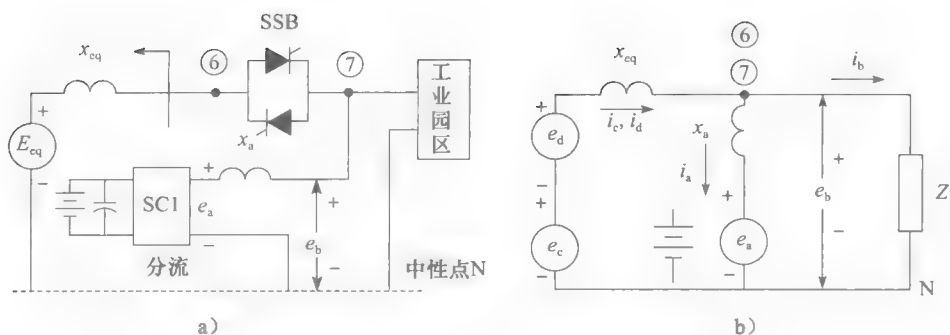 SSB
x_eq
⑥
⑦
工业园区
x_a
E_eq
+
-
SC1
+
e_a
-
分流
+
e_b
-
中性点N
a）
⑥
⑦
x_eq
i_b
i_c, i_d
x_a
i_a
+
e_d
-
+
e_c
-
+
e_a
-
+
e_b
-
Z
N
b）